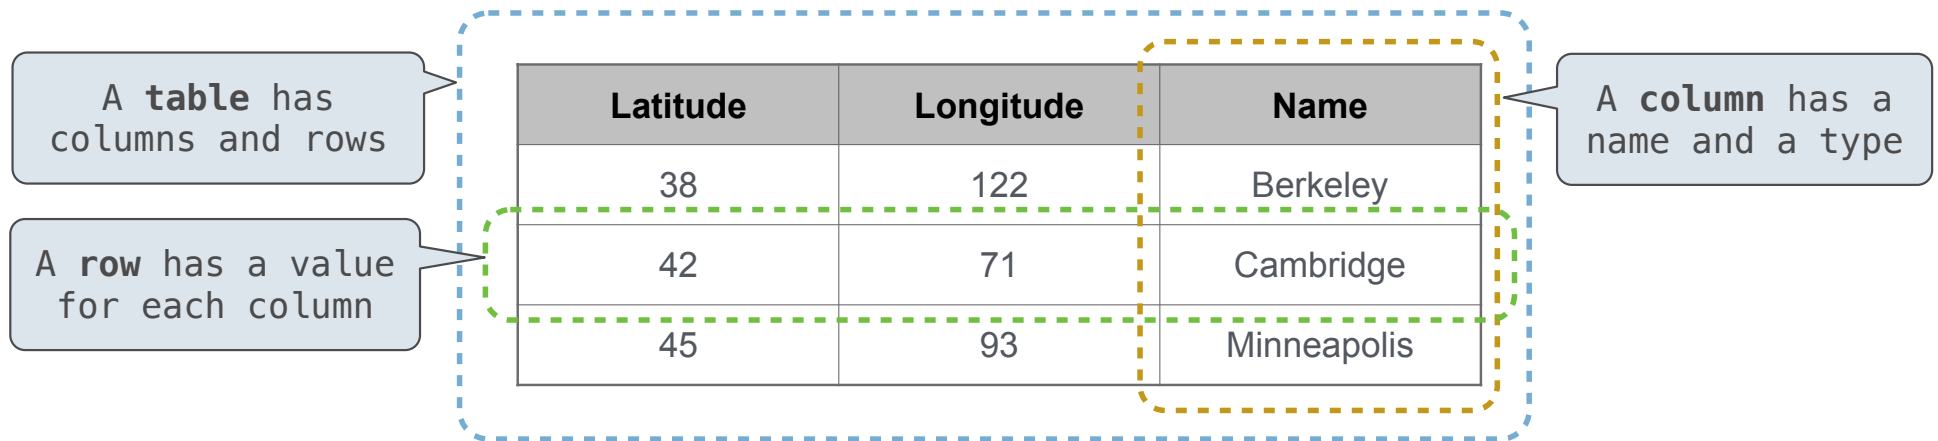 A table has
columns and rows
A row has a value
for each column
Latitude Longitude Name
38 122 Berkeley
42 71 Cambridge
45 93 Minneapolis
A column has a
name and a type